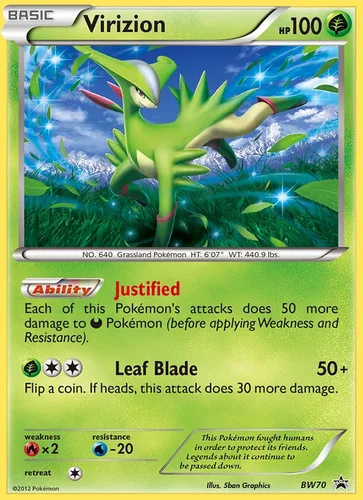 BASIC
Virizion
HP100
NO. 640 Grassland Pokémon HT: 6'07" WT: 440.9 lbs.
Ability
Justified
Each of this Pokémon's attacks does 50 more
damage to Pokémon (before applying Weakness and
Resistance).
Leaf Blade 50+
Flip a coin. If heads, this attack does 30 more damage.
weakness
×2
resistance
-20
retreat
This Pokémon fought humans
in order to protect its friends.
Legends about it continue to
be passed down.
©2012 Pokémon
Illus. 5ban Graphics
BW70
PROMO